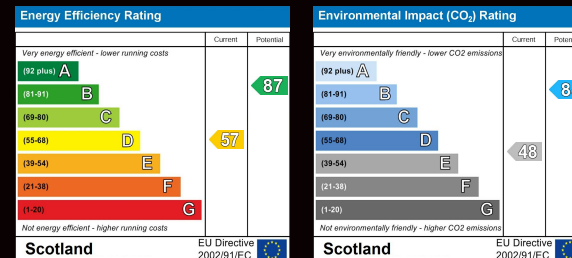 Energy Efficiency Rating
Current Potential
Very energy efficient - lower running costs
(92 plus) A
(81-91) B
87
(69-80) C
(55-68) D
57
(39-54) E
(21-38) F
(1-20) G
Not energy efficient - higher running costs
Scotland
EU Directive
2002/91/EC
Environmental Impact (CO2) Rating
Current Poten
Very environmentally friendly - lower CO2 emissions
(92 plus) A
(81-91) B
8
(69-80) C
(55-68) D
48
(39-54) E
(21-38) F
(1-20) G
Not environmentally friendly - higher CO2 emissions
Scotland
EU Directive
2002/91/EC